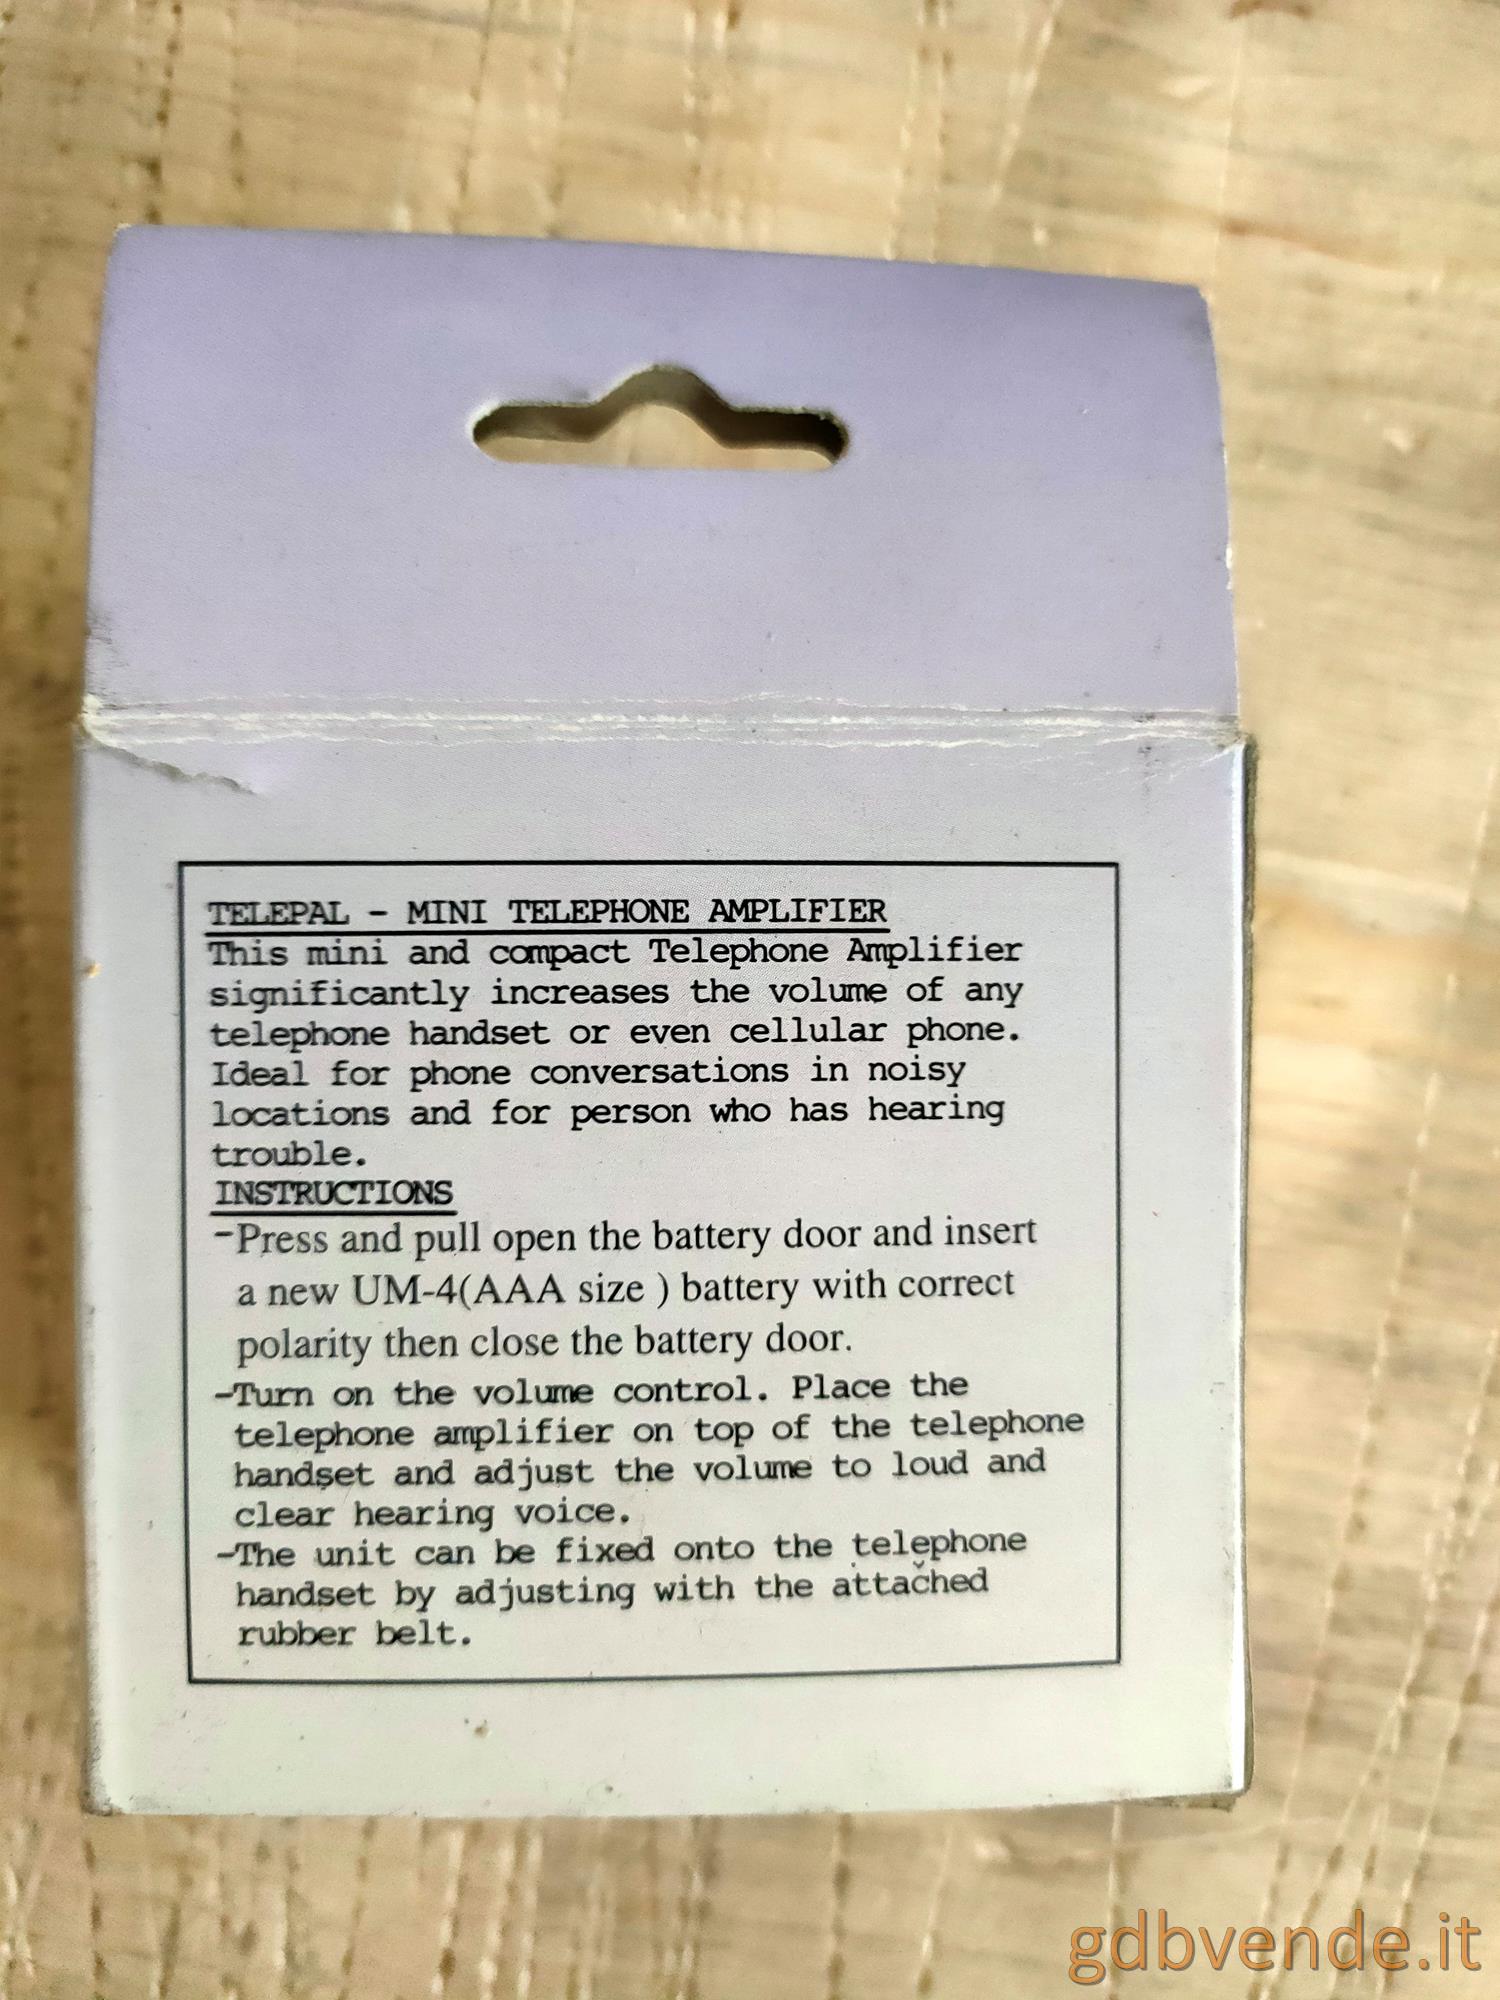 TELEPAL - MINI TELEPHONE AMPLIFIER
This mini and compact Telephone Amplifier
significantly increases the volume of any
telephone handset or even cellular phone.
Ideal for phone conversations in noisy
locations and for person who has hearing
trouble.
INSTRUCTIONS
-Press and pull open the battery door and insert
a new UM-4(AAA size ) battery with correct
polarity then close the battery door.
-Turn on the volume control. Place the
telephone amplifier on top of the telephone
handset and adjust the volume to loud and
clear hearing voice.
-The unit can be fixed onto the telephone
handset by adjusting with the attached
rubber belt.
gdbvende.it